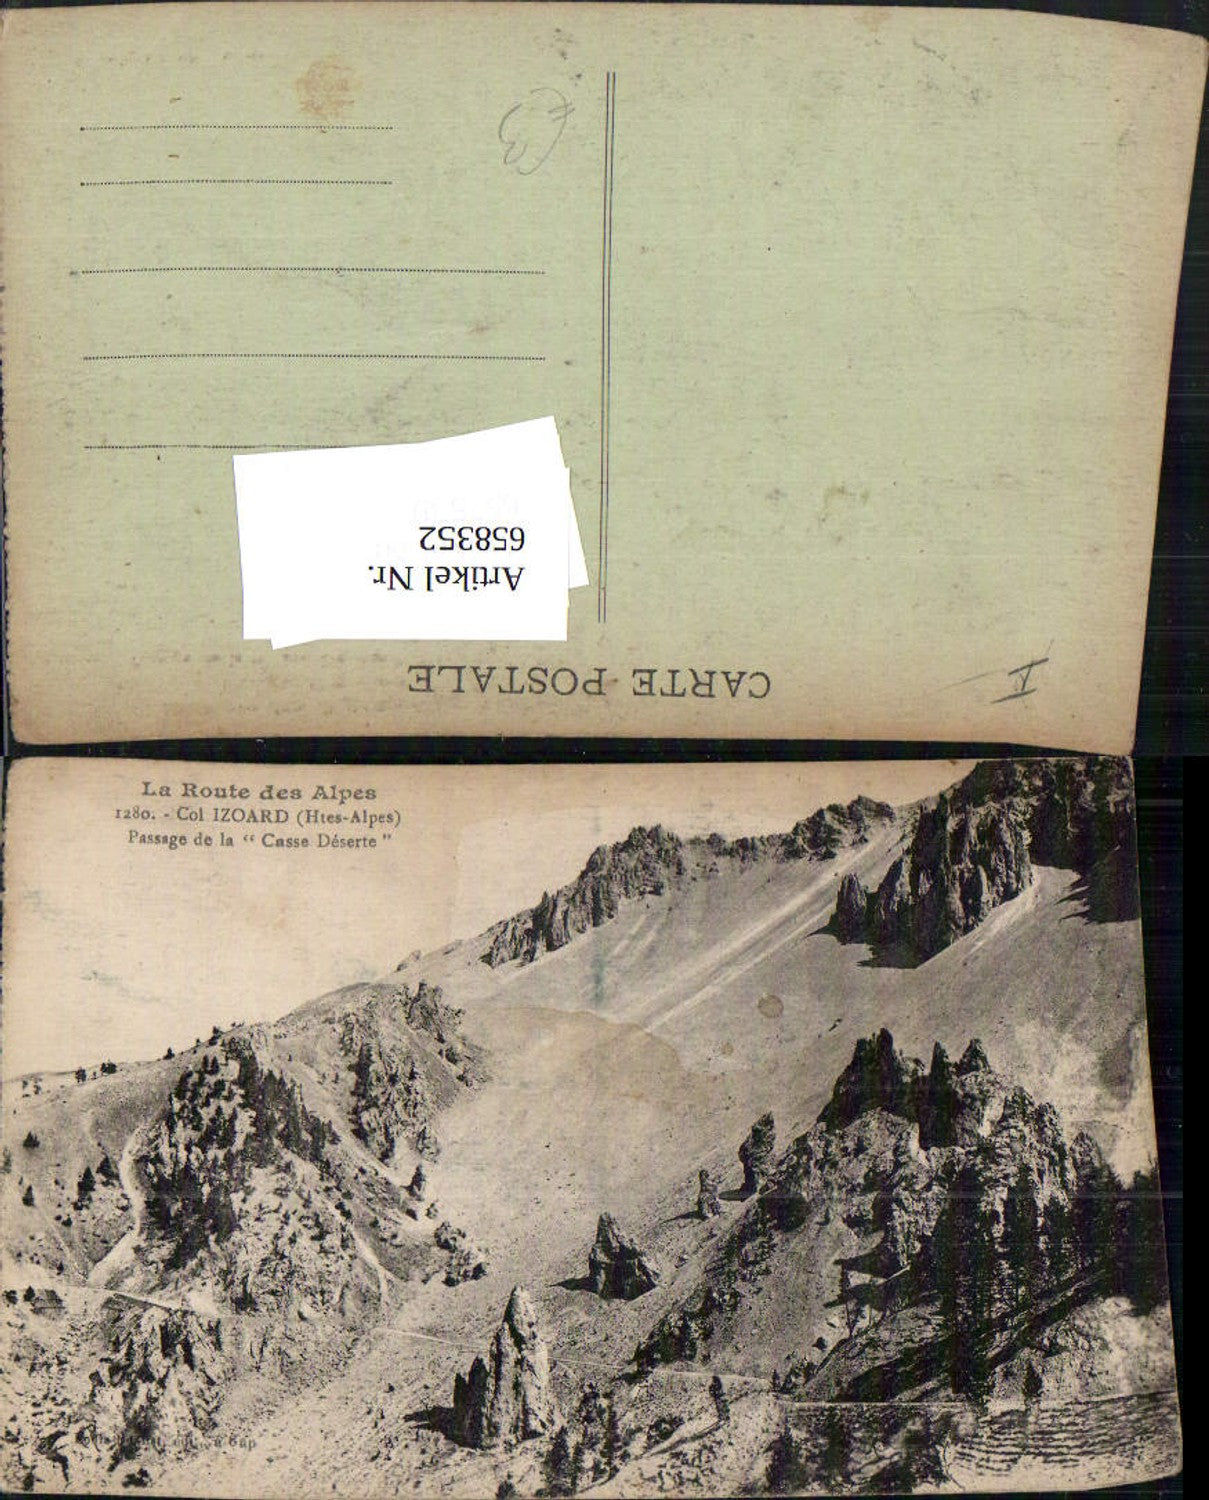 CARTE POSTALE
Artikel Nr.
658352
La Route des Alpes
1280. - Col IZOARD (Htes-Alpes)
Passage de la " Casse Déserte "
à Gap